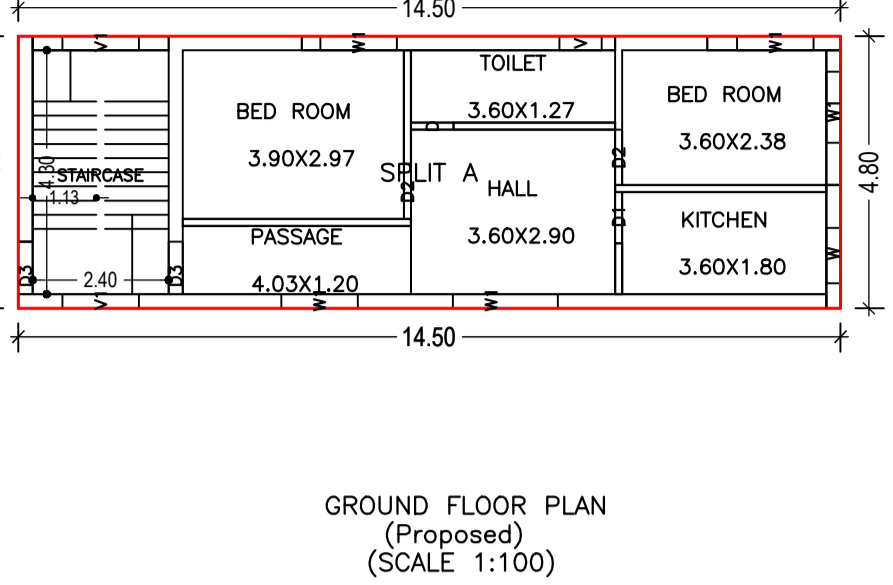 14.50
V1
W1
V
W1
TOILET
3.60X1.27
BED ROOM
3.90X2.97
BED ROOM
3.60X2.38
W1
D
D2
SPLIT A
4.30
STAIRCASE
1.13
D2
HALL
3.60X2.90
4.80
D1
KITCHEN
3.60X1.80
PASSAGE
4.03X1.20
W
D3
2.40
D3
V1
W1
W1
14.50
GROUND FLOOR PLAN
(Proposed)
(SCALE 1:100)